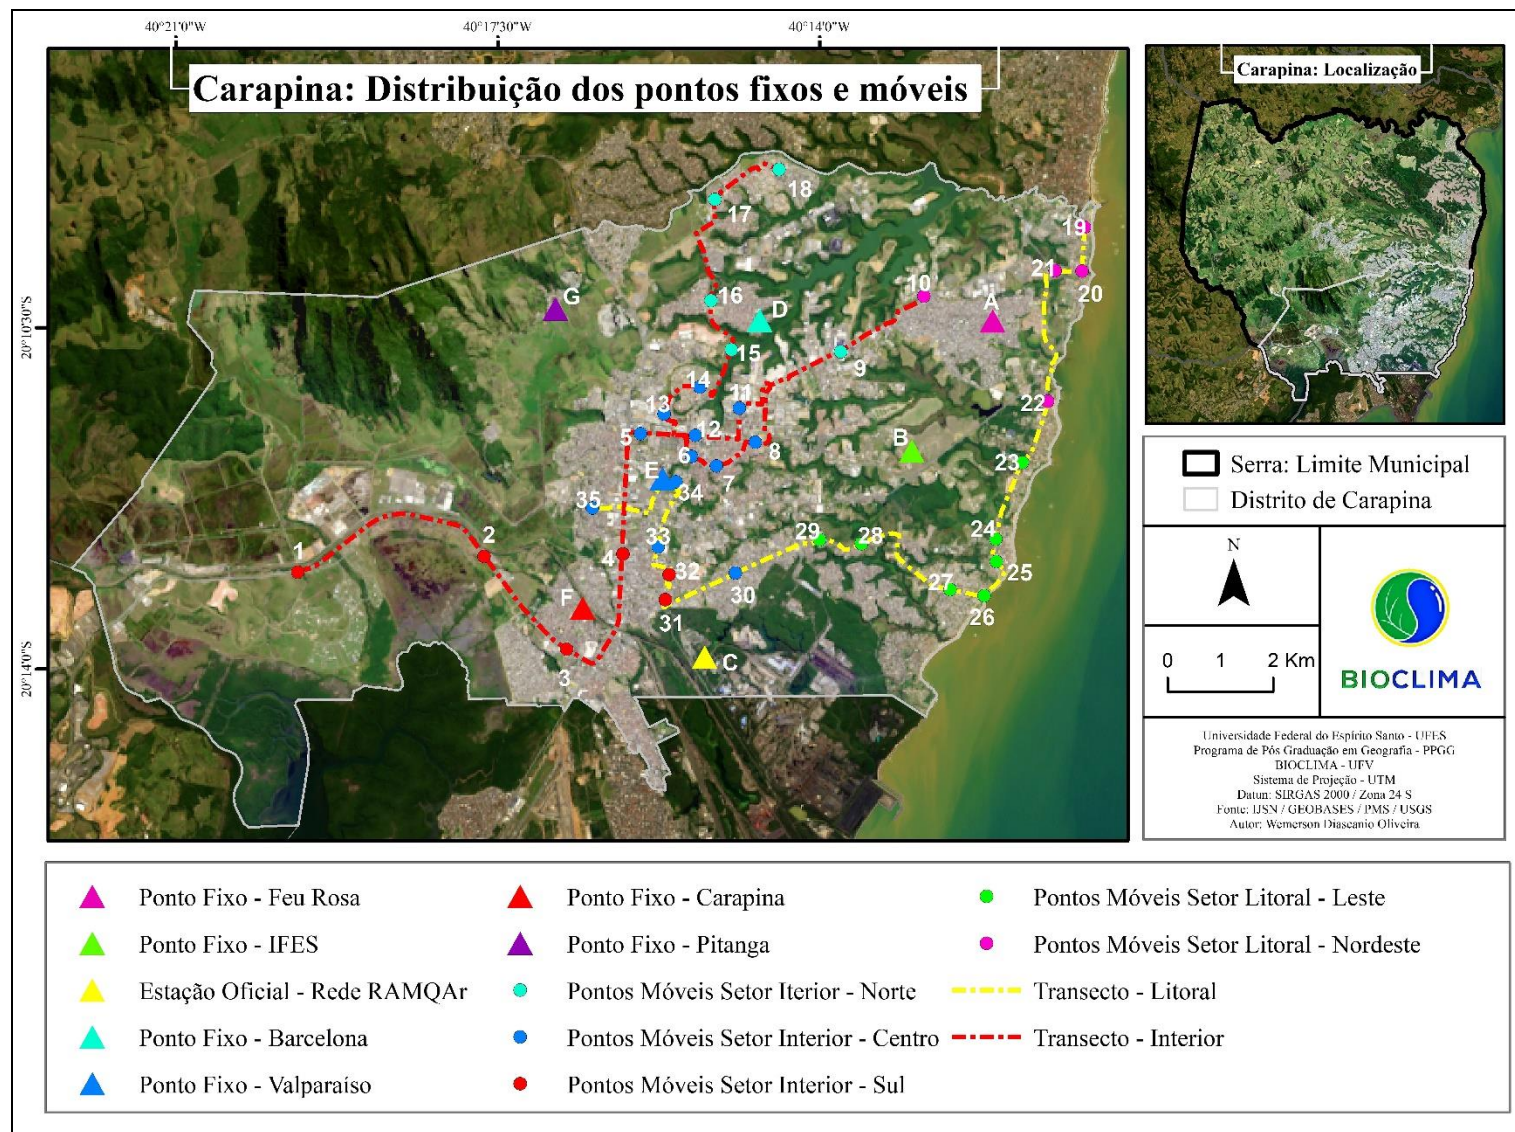 40°21'0"W
40°17'30"W
40°14'0"W
Carapina: Distribuição dos pontos fixos e móveis
Carapina: Localização
20°10'30"S
20°14'0"S
18
17
19
21
20
16
10
G
D
A
15
9
14
13
11
22
5
12
6
8
7
B
23
E
34
35
33
29
28
24
2
1
4
32
25
30
27
26
F
31
3
C
Serra: Limite Municipal
Distrito de Carapina
N
0 1 2 Km
BIOCLIMA
Universidade Federal do Espírito Santo - UFES
Programa de Pós Graduação em Geografia - PPGG
BIOCLIMA - UFV
Sistema de Projeção - UTM
Datun: SIRGAS 2000 / Zona 24 S
Fonte: IJSN / GEOBASES / PMS / USGS
Autor: Wemerson Diascanio Oliveira
Ponto Fixo - Feu Rosa
Ponto Fixo - IFES
Estação Oficial - Rede RAMQAr
Ponto Fixo - Barcelona
Ponto Fixo - Valparaíso
Ponto Fixo - Carapina
Ponto Fixo - Pitanga
Pontos Móveis Setor Iterior - Norte
Pontos Móveis Setor Interior - Centro
Pontos Móveis Setor Interior - Sul
Pontos Móveis Setor Litoral - Leste
Pontos Móveis Setor Litoral - Nordeste
Transecto - Litoral
Transecto - Interior